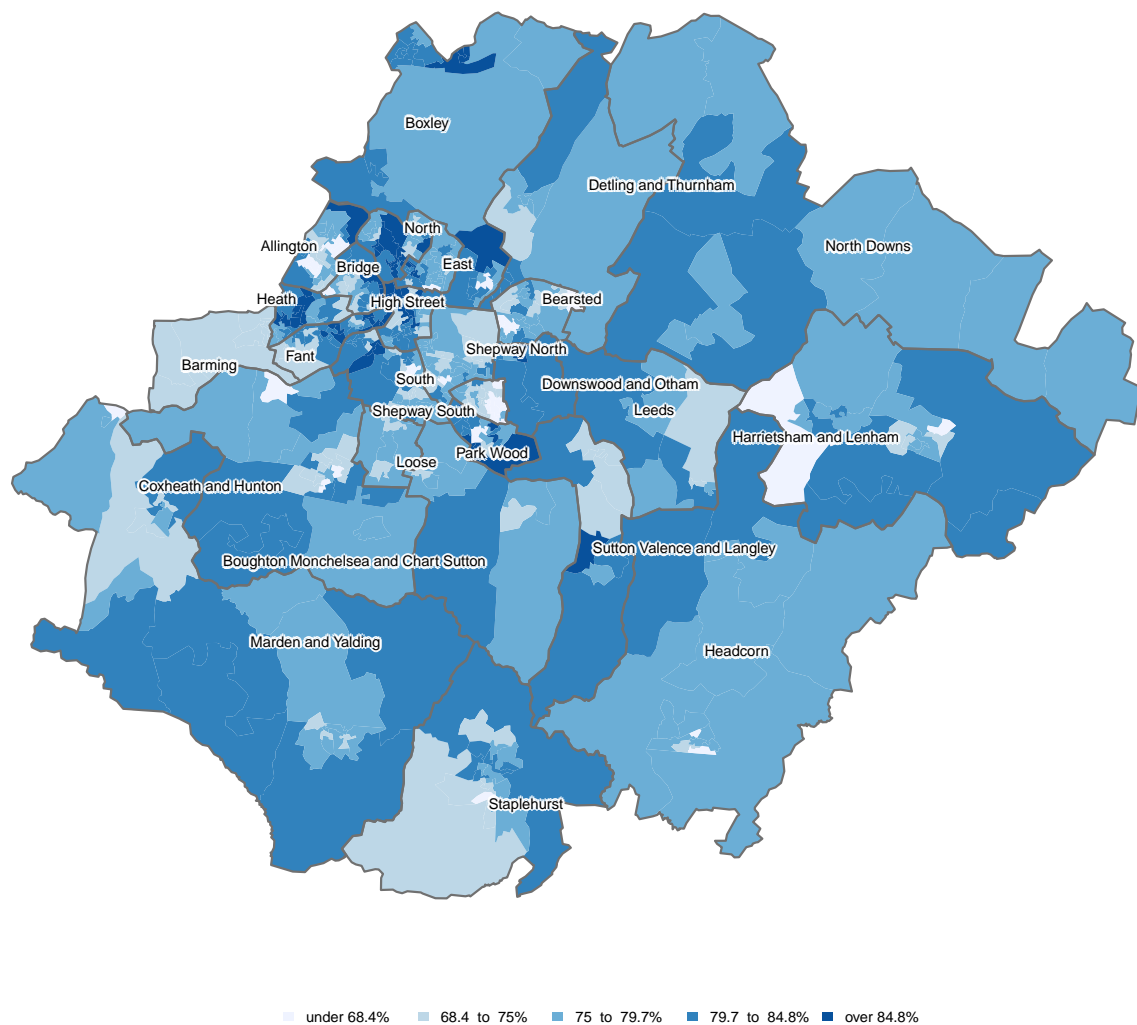 Boxley
Detling and Thurnham
North
Allington
North Downs
East
Bridge
Heath
High Street
Bearsted
Shepway North
Fant
Barming
South
Downswood and Otham
Shepway South
Leeds
Harrietsham and Lenham
Park Wood
Loose
Coxheath and Hunton
Sutton Valence and Langley
Boughton Monchelsea and Chart Sutton
Marden and Yalding
Headcorn
Staplehurst
under 68.4%
68.4 to 75%
75 to 79.7%
79.7 to 84.8%
over 84.8%